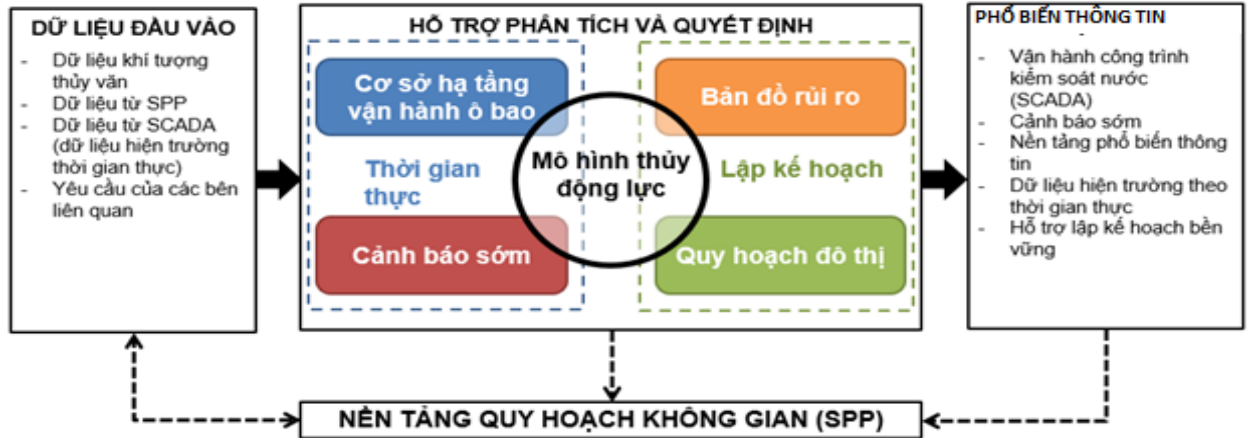 DỮ LIỆU ĐẦU VÀO
- Dữ liệu khí tượng
thủy văn
- Dữ liệu từ SPP
- Dữ liệu từ SCADA
(dữ liệu hiện trường
thời gian thực)
- Yêu cầu của các bên
liên quan
HỖ TRỢ PHÂN TÍCH VÀ QUYẾT ĐỊNH
Cơ sở hạ tầng
vận hành ô bao
Thời gian
thực
Cảnh báo sớm
Mô hình thủy
động lực
Bản đồ rủi ro
Lập kế hoạch
Quy hoạch đô thị
PHỔ BIẾN THÔNG TIN
- Vận hành công trình
kiểm soát nước
(SCADA)
- Cảnh báo sớm
- Nền tảng phổ biến thông
tin
- Dữ liệu hiện trường theo
thời gian thực
- Hỗ trợ lập kế hoạch bền
vững
NỀN TẢNG QUY HOẠCH KHÔNG GIAN (SPP)